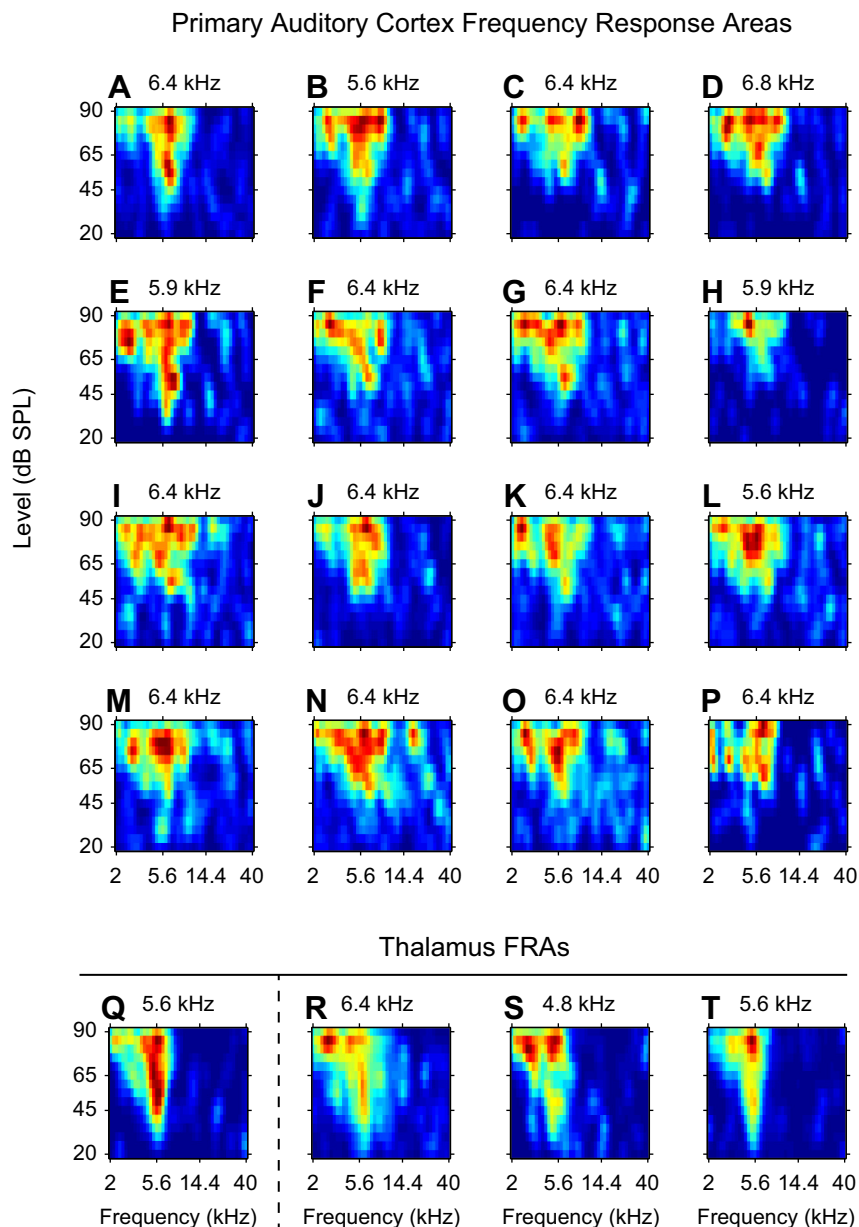 Primary Auditory Cortex Frequency Response Areas
A 6.4 kHz B 5.6 kHz C 6.4 kHz D 6.8 kHz
90
65
45
20
E 5.9 kHz F 6.4 kHz G 6.4 kHz H 5.9 kHz
90
65
45
20
Level (dB SPL)
I 6.4 kHz J 6.4 kHz K 6.4 kHz L 5.6 kHz
90
65
45
20
M 6.4 kHz N 6.4 kHz O 6.4 kHz P 6.4 kHz
90
65
45
20
2 5.6 14.4 40 2 5.6 14.4 40 2 5.6 14.4 40 2 5.6 14.4 40
Thalamus FRAs
Q 5.6 kHz R 6.4 kHz S 4.8 kHz T 5.6 kHz
90
65
45
20
2 5.6 14.4 40 2 5.6 14.4 40 2 5.6 14.4 40 2 5.6 14.4 40
Frequency (kHz) Frequency (kHz) Frequency (kHz) Frequency (kHz)